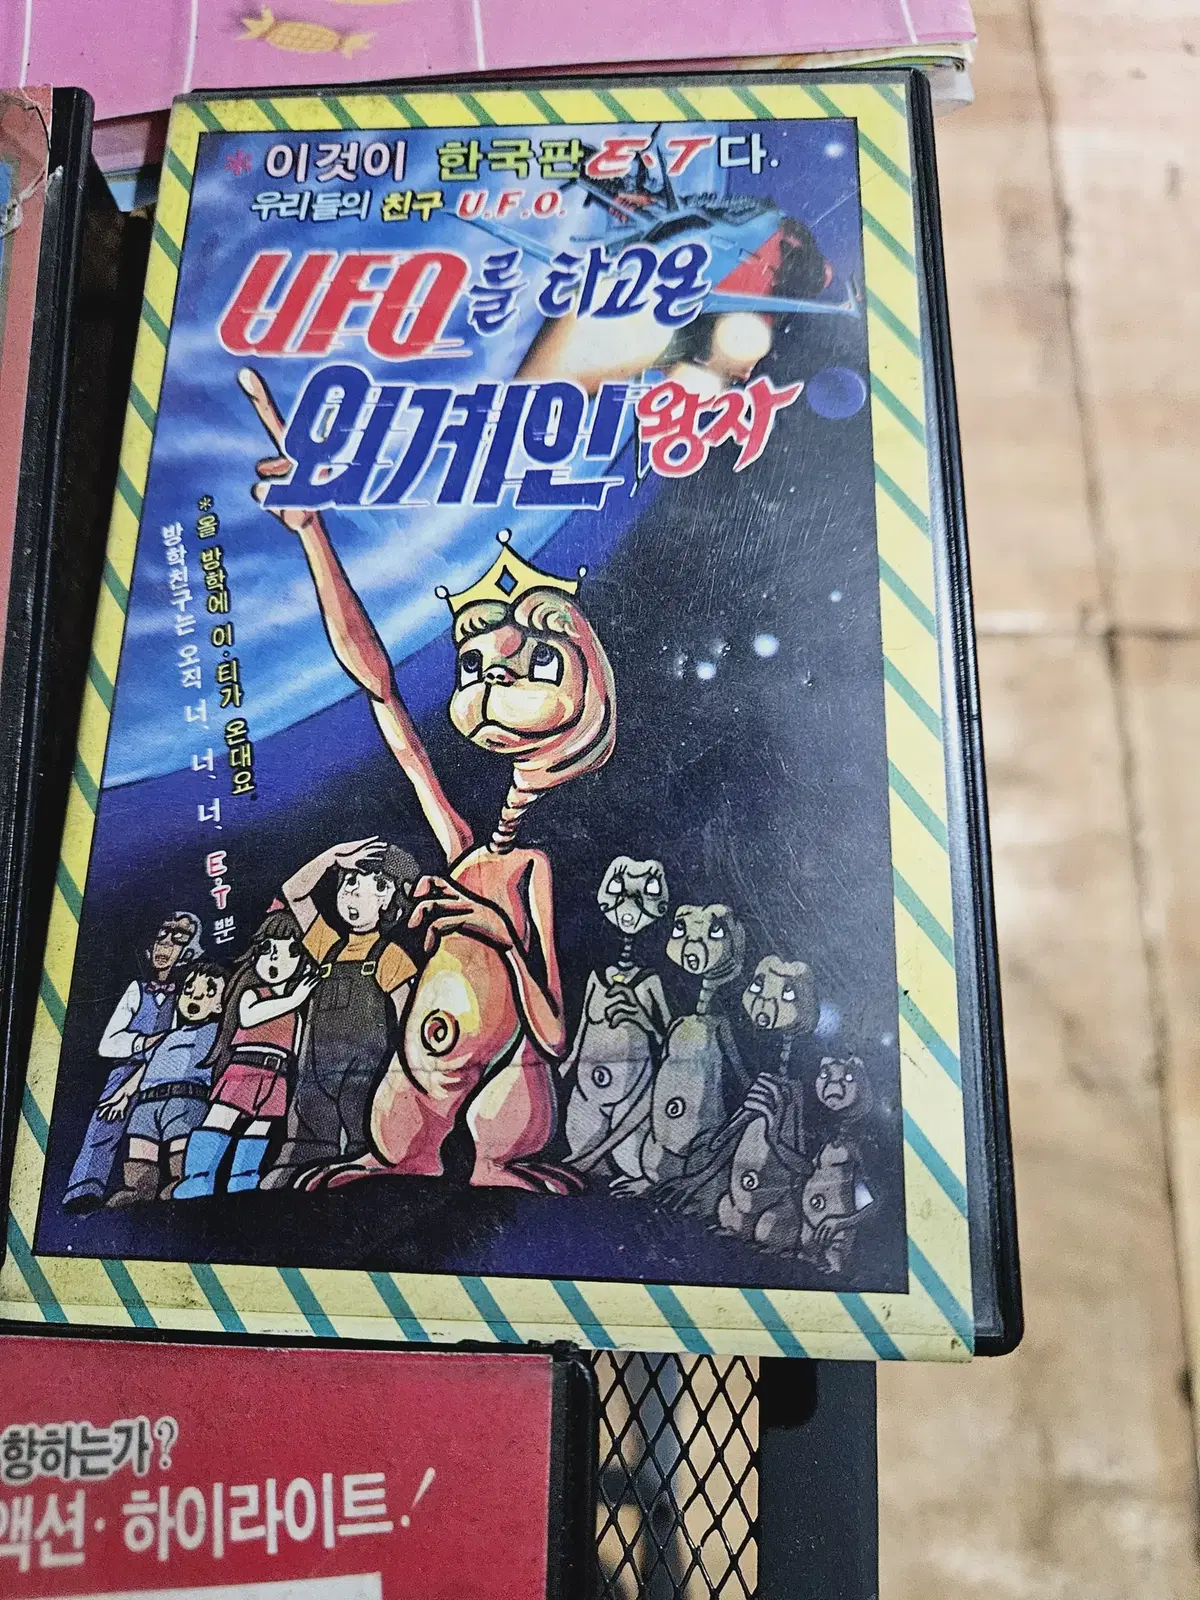 * 이것이 한국판 E.T다.
우리들의 친구 U.F.O.
UFO를 타고온
외계인 왕자
* 올 방학에 이.티가 온대요.
방학친구는 오직 너, 너, 너, E.T뿐
향하는가?
액션·하이라이트!